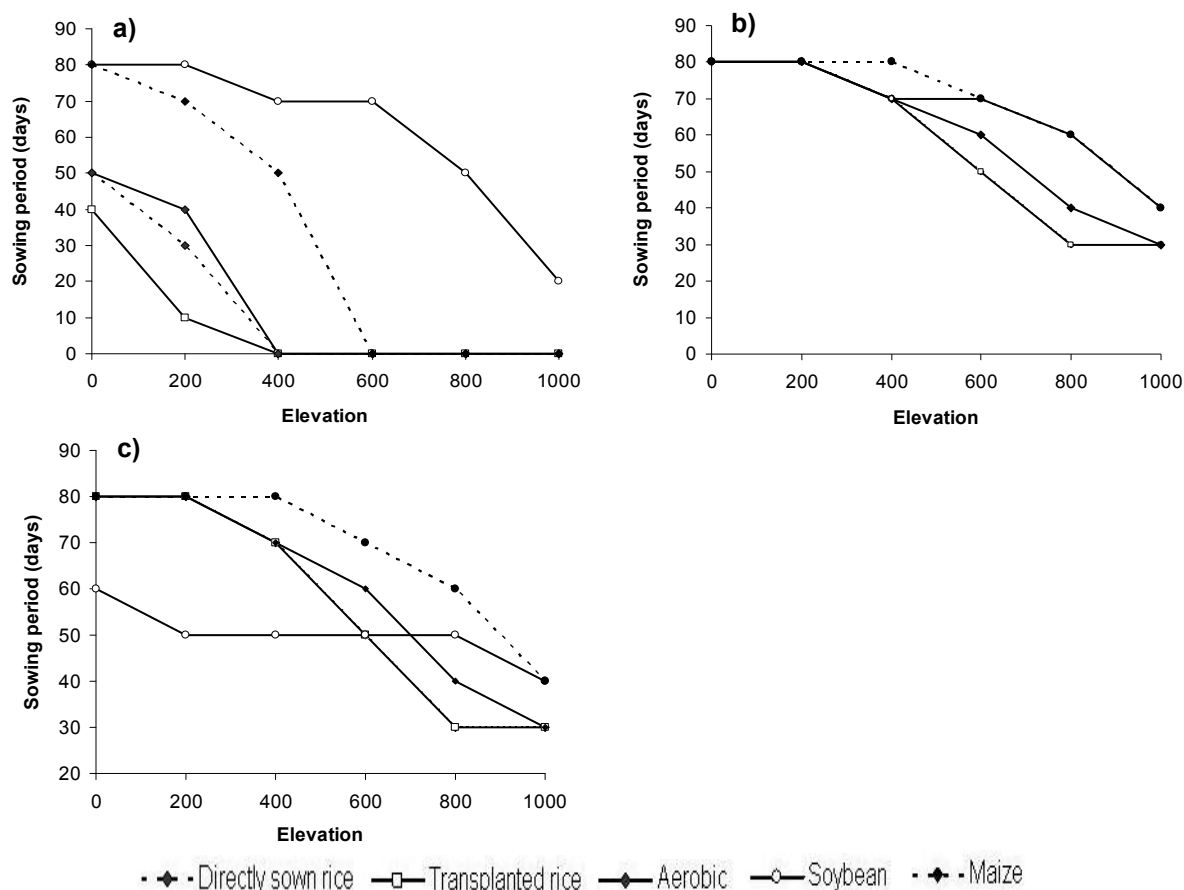 a)
90
80
70
60
50
40
30
20
10
0
Sowing period (days)
0 200 400 600 800 1000
Elevation
b)
90
80
70
60
50
40
30
20
10
0
Sowing period (days)
0 200 400 600 800 1000
Elevation
c)
90
80
70
60
50
40
30
20
Sowing period (days)
0 200 400 600 800 1000
Elevation
Directly sown rice Transplanted rice Aerobic Soybean Maize